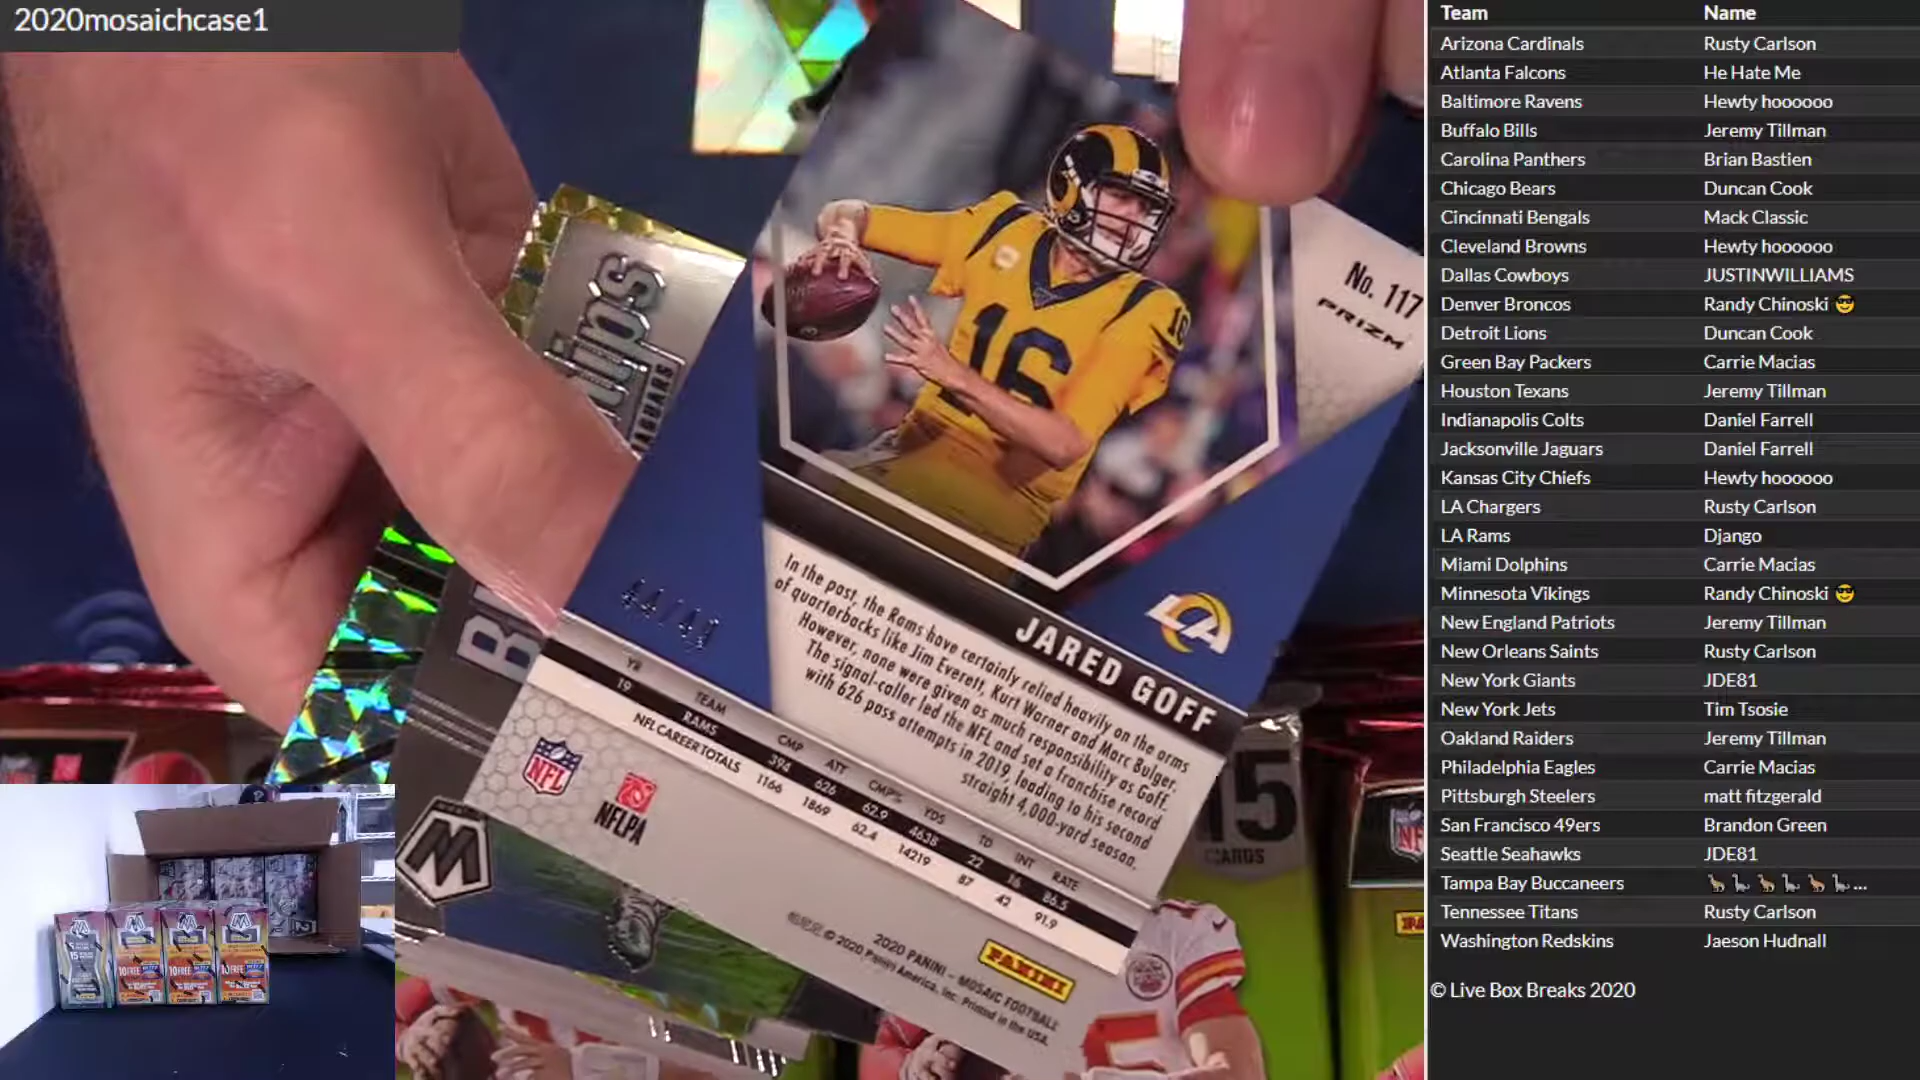 2020mosaichcase1
Team Name
Arizona Cardinals Rusty Carlson
Atlanta Falcons He Hate Me
Baltimore Ravens Hewty hoooooo
Buffalo Bills Jeremy Tillman
Carolina Panthers Brian Bastien
Chicago Bears Duncan Cook
Cincinnati Bengals Mack Classic
Cleveland Browns Hewty hoooooo
Dallas Cowboys JUSTINWILLIAMS
Denver Broncos Randy Chinoski 😎
Detroit Lions Duncan Cook
Green Bay Packers Carrie Macias
Houston Texans Jeremy Tillman
Indianapolis Colts Daniel Farrell
Jacksonville Jaguars Daniel Farrell
Kansas City Chiefs Hewty hoooooo
LA Chargers Rusty Carlson
LA Rams Django
Miami Dolphins Carrie Macias
Minnesota Vikings Randy Chinoski 😎
New England Patriots Jeremy Tillman
New Orleans Saints Rusty Carlson
New York Giants JDE81
New York Jets Tim Tsosie
Oakland Raiders Jeremy Tillman
Philadelphia Eagles Carrie Macias
Pittsburgh Steelers matt fitzgerald
San Francisco 49ers Brandon Green
Seattle Seahawks JDE81
Tampa Bay Buccaneers 🦒🦕🦒🦕🦒🦕...
Tennessee Titans Rusty Carlson
Washington Redskins Jaeson Hudnall
© Live Box Breaks 2020
No. 117
PRIZM
16
16
LA
JARED GOFF
In the past, the Rams have certainly relied heavily on the arms
of quarterbacks like Jim Everett, Kurt Warner and Marc Bulger.
However, none were given as much responsibility as Goff.
The signal-caller led the NFL and set a franchise record
with 626 pass attempts in 2019, leading to his second
straight 4,000-yard season.
44/44
YR TEAM CMP ATT CMP% YDS TD INT RATE
19 RAMS 394 626 62.9 4638 22 16 86.5
NFL CAREER TOTALS 1166 1869 62.4 14219 87 42 91.9
NFL
NFLPA
2020 PANINI – MOSAIC FOOTBALL
© 2020 Panini America, Inc. Printed in the USA.
PANINI
M
15
CARDS
NFL